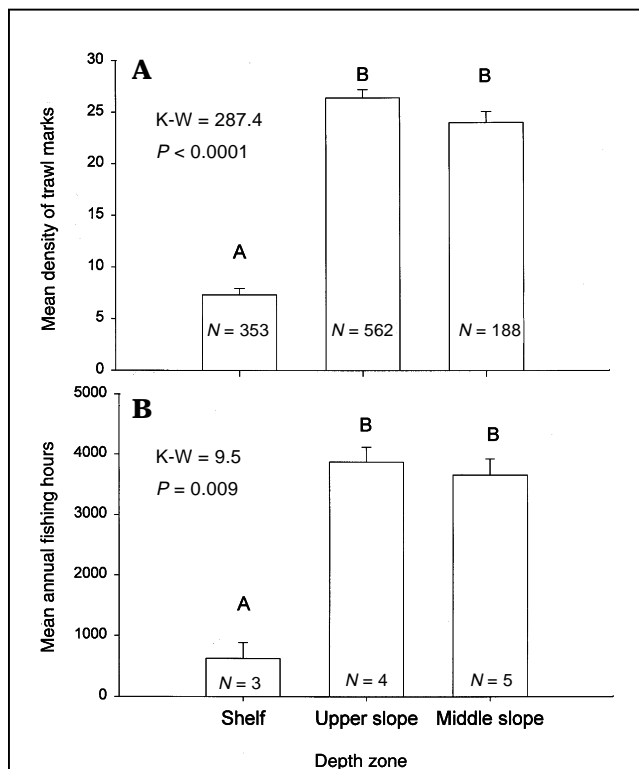 A
30
25
20
15
10
5
0
Mean density of trawl marks
K-W = 287.4
P < 0.0001
A
B
B
N = 353
N = 562
N = 188
B
5000
4000
3000
2000
1000
0
Mean annual fishing hours
K-W = 9.5
P = 0.009
A
B
B
N = 3
N = 4
N = 5
Shelf
Upper slope
Middle slope
Depth zone